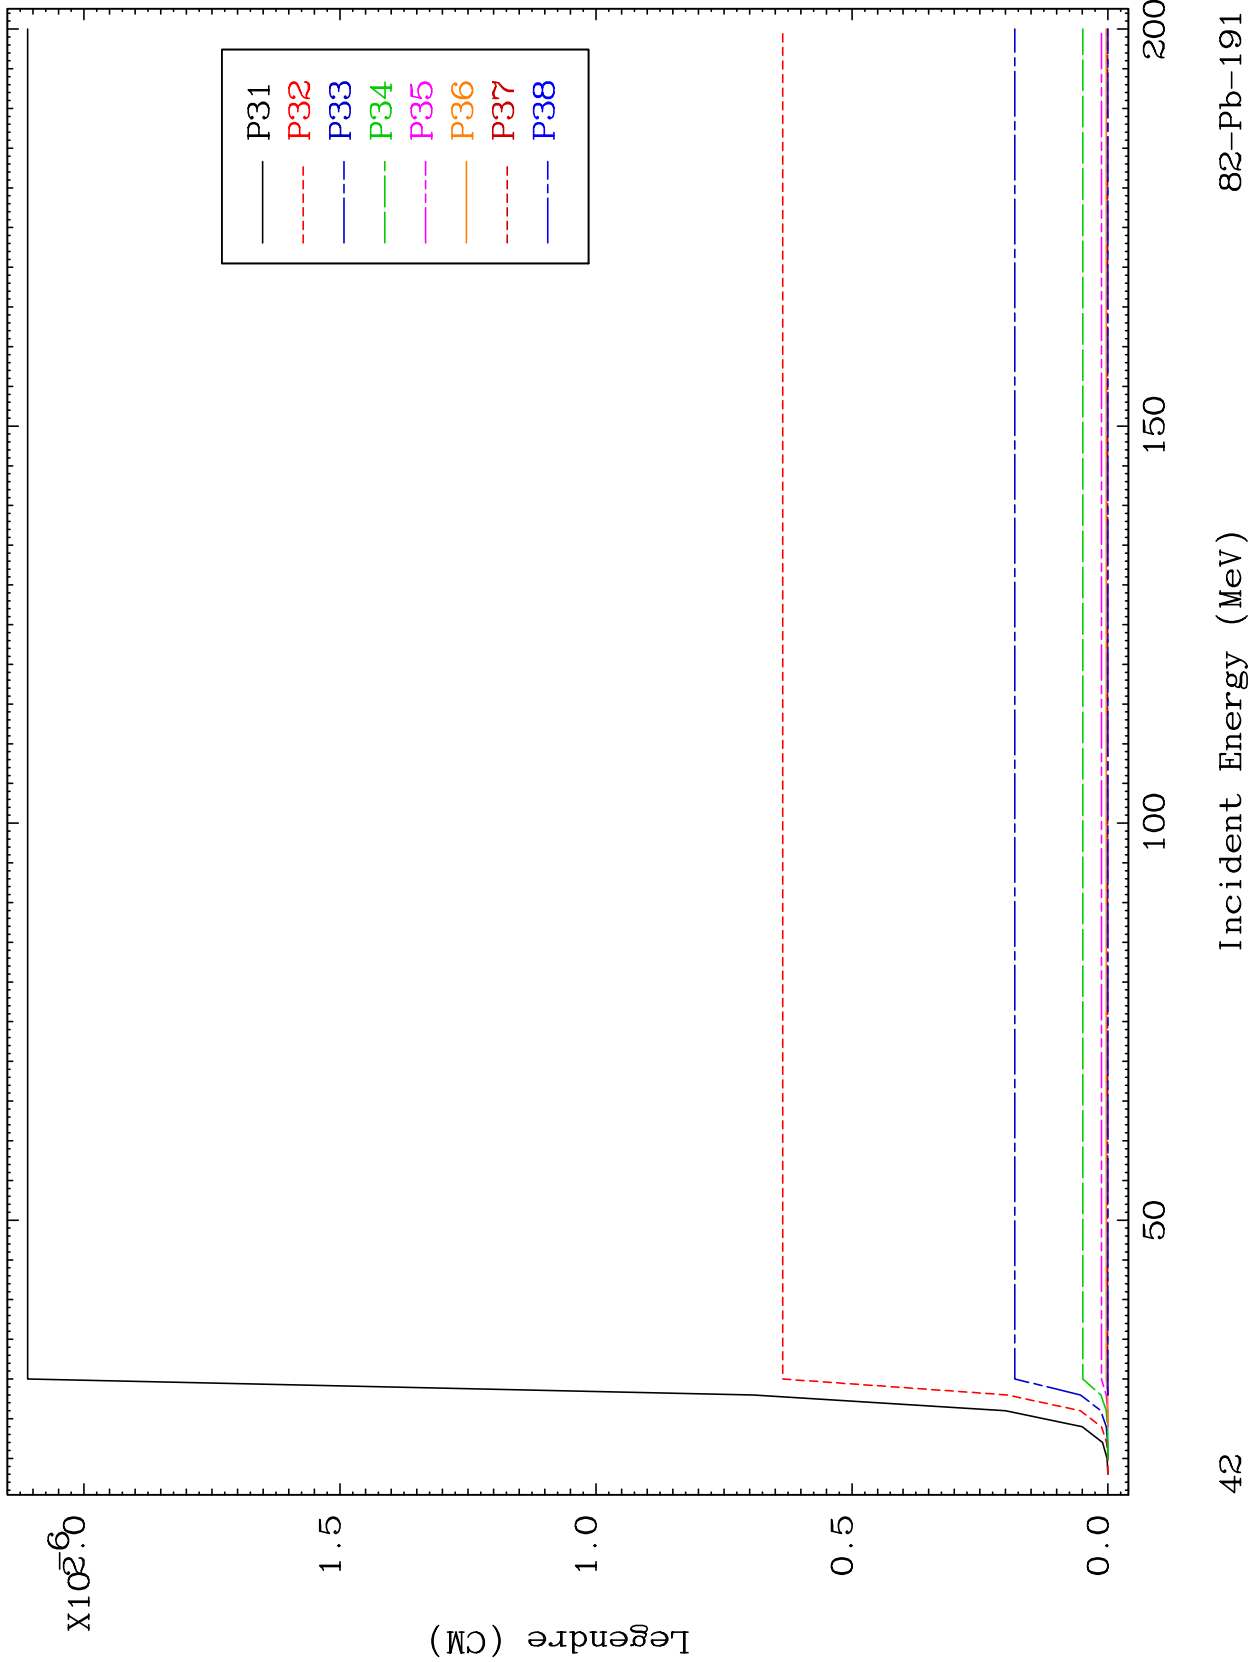 X10-6
2.0
1.5
1.0
0.5
0.0
Legendre (CM)
P31
P32
P33
P34
P35
P36
P37
P38
50
100
150
200
42
Incident Energy (MeV)
82-Pb-191